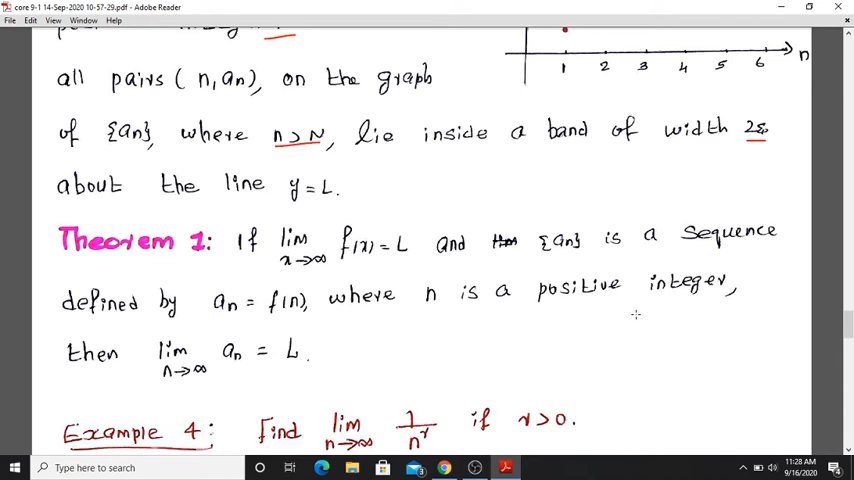 core 9-1 14-Sep-2020 10-57-29.pdf - Adobe Reader
File Edit View Window Help
n
1 2 3 4 5 6
all pairs (n, an), on the graph
of {an}, where n > N, lie inside a band of width 2ε
about the line y = L.
Theorem 1: If lim x→∞ f(x) = L and {an} is a sequence
defined by an = f(n), where n is a positive integer,
then lim n→∞ an = L.
Example 4: Find lim n→∞ 1/n^r if r > 0.
Type here to search
11:28 AM
9/16/2020
4